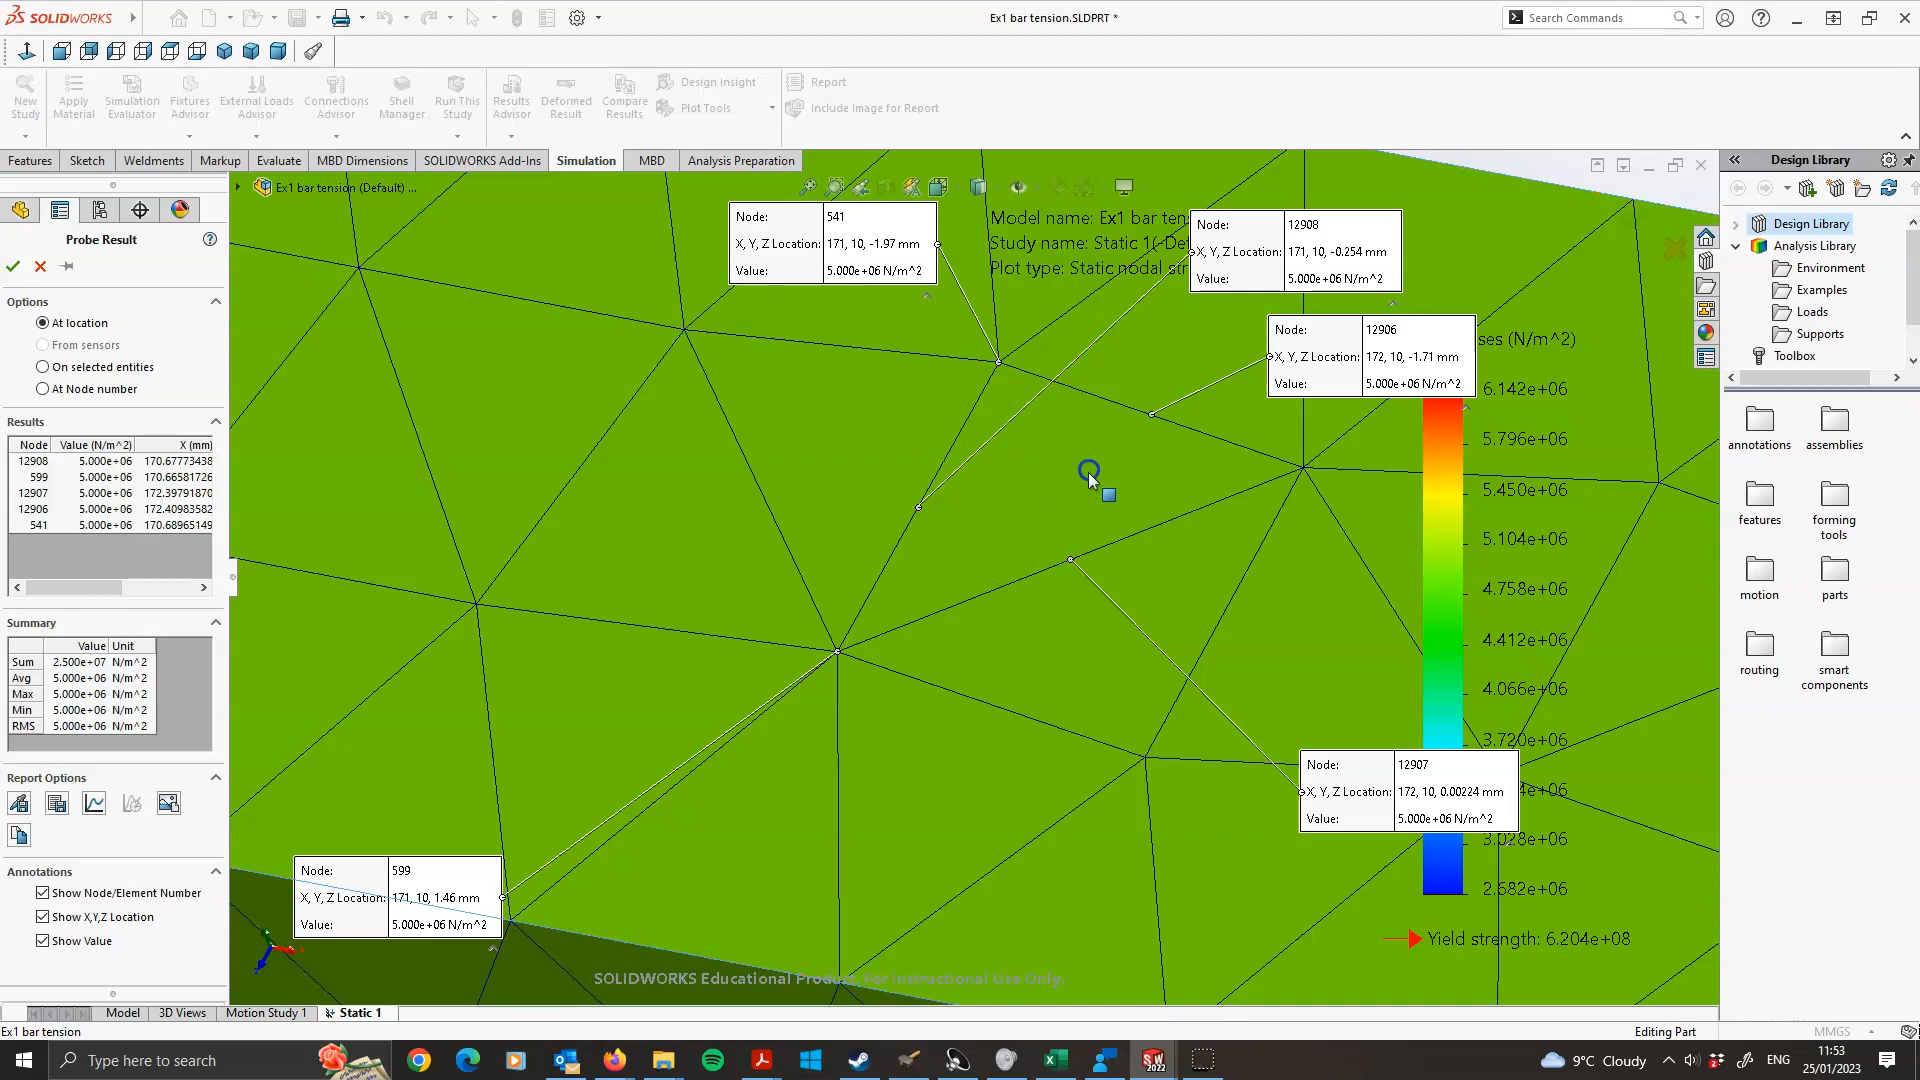 SOLIDWORKS
Ex1 bar tension.SLDPRT *
Search Commands
New Study
Apply Material
Simulation Evaluator
Fixtures Advisor
External Loads Advisor
Connections Advisor
Shell Manager
Run This Study
Results Advisor
Deformed Result
Compare Results
Design Insight
Plot Tools
Report
Include Image for Report
Features
Sketch
Weldments
Markup
Evaluate
MBD Dimensions
SOLIDWORKS Add-Ins
Simulation
MBD
Analysis Preparation
Probe Result
Options
At location
From sensors
On selected entities
At Node number
Results
Node Value (N/m^2) X (mm)
12908 5.000e+06 170.67773438
599 5.000e+06 170.66581726
12907 5.000e+06 172.39791870
12906 5.000e+06 172.40983582
541 5.000e+06 170.68965149
Summary
Value Unit
Sum 2.500e+07 N/m^2
Avg 5.000e+06 N/m^2
Max 5.000e+06 N/m^2
Min 5.000e+06 N/m^2
RMS 5.000e+06 N/m^2
Report Options
Annotations
Show Node/Element Number
Show X,Y,Z Location
Show Value
Ex1 bar tension (Default) ...
Model name: Ex1 bar ten
Study name: Static 1(-De
Plot type: Static nodal str
Node: 541
X, Y, Z Location: 171, 10, -1.97 mm
Value: 5.000e+06 N/m^2
Node: 12908
X, Y, Z Location: 171, 10, -0.254 mm
Value: 5.000e+06 N/m^2
Node: 12906
X, Y, Z Location: 172, 10, -1.71 mm
Value: 5.000e+06 N/m^2
Node: 12907
X, Y, Z Location: 172, 10, 0.00224 mm
Value: 5.000e+06 N/m^2
Node: 599
X, Y, Z Location: 171, 10, 1.46 mm
Value: 5.000e+06 N/m^2
ses (N/m^2)
6.142e+06
5.796e+06
5.450e+06
5.104e+06
4.758e+06
4.412e+06
4.066e+06
3.720e+06
4e+06
3.028e+06
2.682e+06
Yield strength: 6.204e+08
SOLIDWORKS Educational Product. For Instructional Use Only.
Design Library
Design Library
Analysis Library
Environment
Examples
Loads
Supports
Toolbox
annotations
assemblies
features
forming tools
motion
parts
routing
smart components
Model
3D Views
Motion Study 1
Static 1
Ex1 bar tension
Editing Part
MMGS
Type here to search
SW
2022
9°C Cloudy
ENG
11:53
25/01/2023